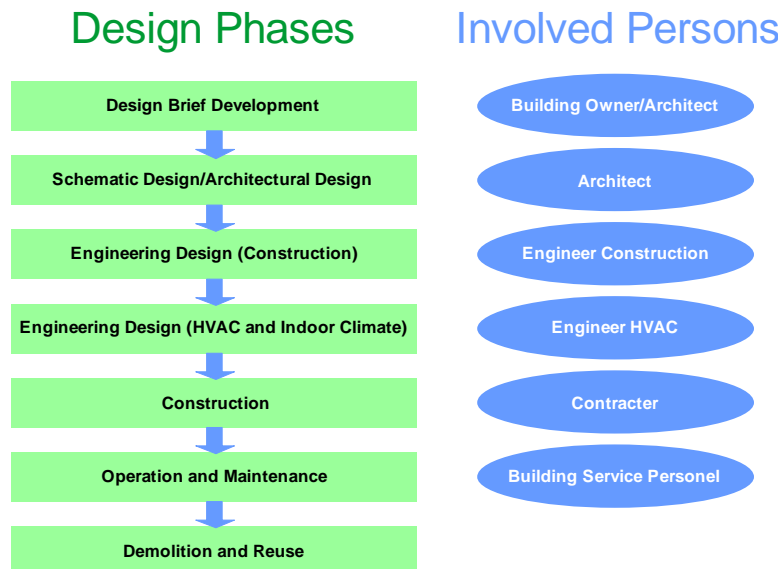 Design Phases
Involved Persons
Design Brief Development
Building Owner/Architect
Schematic Design/Architectural Design
Architect
Engineering Design (Construction)
Engineer Construction
Engineering Design (HVAC and Indoor Climate)
Engineer HVAC
Construction
Contracter
Operation and Maintenance
Building Service Personel
Demolition and Reuse